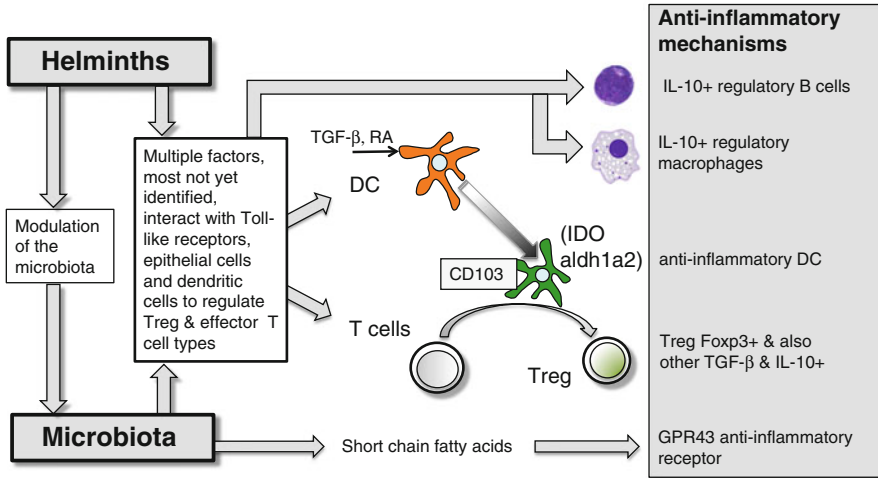 Helminths
Modulation
of the
microbiota
Multiple factors,
most not yet
identified,
interact with Toll-
like receptors,
epithelial cells
and dendritic
cells to regulate
Treg & effector T
cell types
Microbiota
TGF-β, RA
DC
(IDO
aldh1a2)
CD103
T cells
Treg
Short chain fatty acids
Anti-inflammatory
mechanisms
IL-10+ regulatory B cells
IL-10+ regulatory
macrophages
anti-inflammatory DC
Treg Foxp3+ & also
other TGF-β & IL-10+
GPR43 anti-inflammatory
receptor